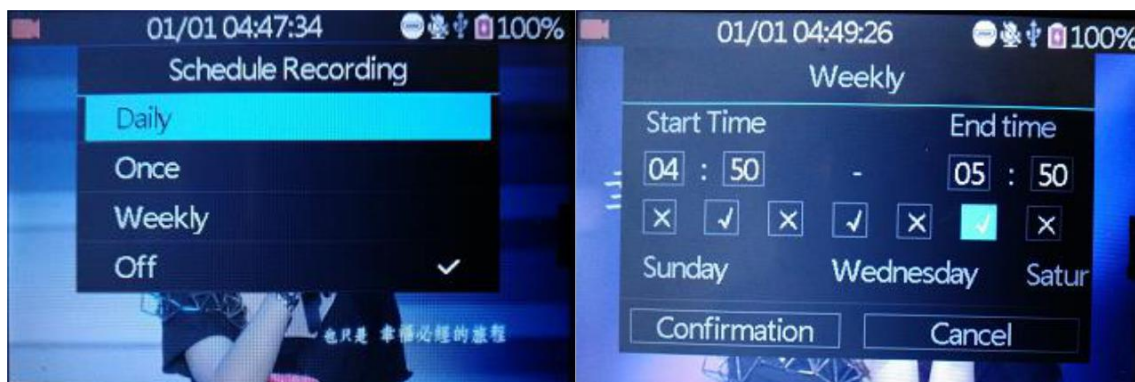 01/01 04:47:34 100%
Schedule Recording
Daily
Once
Weekly
Off
也只是 幸福必經的旅程
01/01 04:49:26 100%
Weekly
Start Time End time
04 : 50 - 05 : 50
Sunday Wednesday Satur
Confirmation Cancel